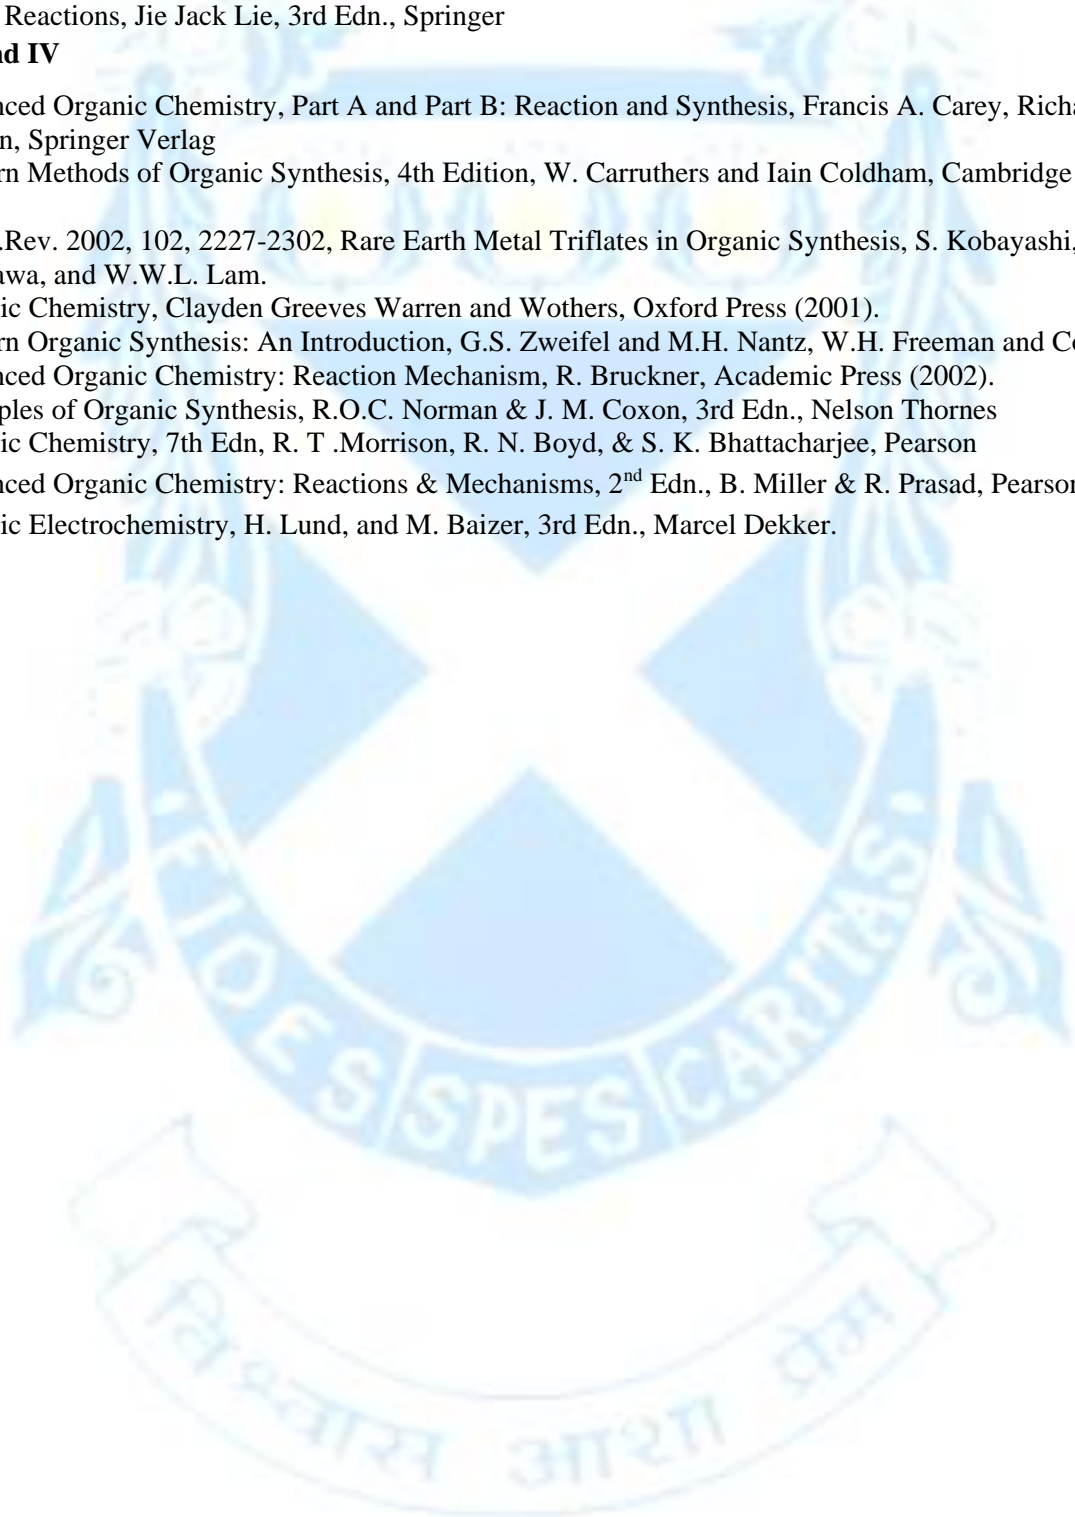 Reactions, Jie Jack Lie, 3rd Edn., Springer
nd IV
nced Organic Chemistry, Part A and Part B: Reaction and Synthesis, Francis A. Carey, Richa
n, Springer Verlag
rn Methods of Organic Synthesis, 4th Edition, W. Carruthers and Iain Coldham, Cambridge
.Rev. 2002, 102, 2227-2302, Rare Earth Metal Triflates in Organic Synthesis, S. Kobayashi,
awa, and W.W.L. Lam.
ic Chemistry, Clayden Greeves Warren and Wothers, Oxford Press (2001).
rn Organic Synthesis: An Introduction, G.S. Zweifel and M.H. Nantz, W.H. Freeman and Co
nced Organic Chemistry: Reaction Mechanism, R. Bruckner, Academic Press (2002).
ples of Organic Synthesis, R.O.C. Norman & J. M. Coxon, 3rd Edn., Nelson Thornes
ic Chemistry, 7th Edn, R. T .Morrison, R. N. Boyd, & S. K. Bhattacharjee, Pearson
nced Organic Chemistry: Reactions & Mechanisms, 2nd Edn., B. Miller & R. Prasad, Pearson
ic Electrochemistry, H. Lund, and M. Baizer, 3rd Edn., Marcel Dekker.
FIDES SPES CARITAS
विश्वास आशा प्रेम